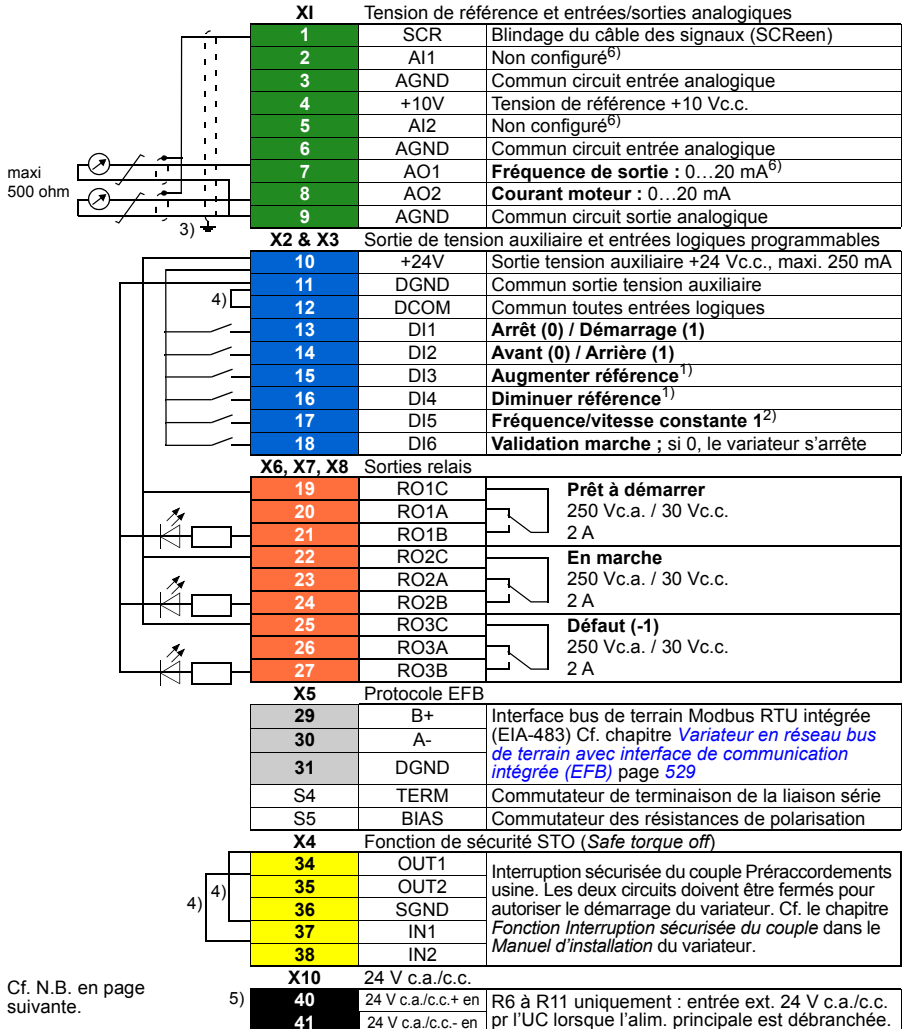 XI Tension de référence et entrées/sorties analogiques
1 SCR Blindage du câble des signaux (SCReen)
2 AI1 Non configuré6)
3 AGND Commun circuit entrée analogique
4 +10V Tension de référence +10 Vc.c.
5 AI2 Non configuré6)
6 AGND Commun circuit entrée analogique
maxi
500 ohm
7 AO1 Fréquence de sortie : 0…20 mA6)
8 AO2 Courant moteur : 0…20 mA
9 AGND Commun circuit sortie analogique
3)
X2 & X3 Sortie de tension auxiliaire et entrées logiques programmables
10 +24V Sortie tension auxiliaire +24 Vc.c., maxi. 250 mA
11 DGND Commun sortie tension auxiliaire
4)
12 DCOM Commun toutes entrées logiques
13 DI1 Arrêt (0) / Démarrage (1)
14 DI2 Avant (0) / Arrière (1)
15 DI3 Augmenter référence1)
16 DI4 Diminuer référence1)
17 DI5 Fréquence/vitesse constante 12)
18 DI6 Validation marche ; si 0, le variateur s'arrête
X6, X7, X8 Sorties relais
19 RO1C Prêt à démarrer
20 RO1A 250 Vc.a. / 30 Vc.c.
21 RO1B 2 A
22 RO2C En marche
23 RO2A 250 Vc.a. / 30 Vc.c.
24 RO2B 2 A
25 RO3C Défaut (-1)
26 RO3A 250 Vc.a. / 30 Vc.c.
27 RO3B 2 A
X5 Protocole EFB
29 B+ Interface bus de terrain Modbus RTU intégrée
30 A- (EIA-483) Cf. chapitre Variateur en réseau bus
de terrain avec interface de communication
31 DGND intégrée (EFB) page 529
S4 TERM Commutateur de terminaison de la liaison série
S5 BIAS Commutateur des résistances de polarisation
X4 Fonction de sécurité STO (Safe torque off)
34 OUT1 Interruption sécurisée du couple Préraccordements
35 OUT2 usine. Les deux circuits doivent être fermés pour
4) 4) 36 SGND autoriser le démarrage du variateur. Cf. le chapitre
37 IN1 Fonction Interruption sécurisée du couple dans le
38 IN2 Manuel d'installation du variateur.
X10 24 V c.a./c.c.
Cf. N.B. en page
suivante.
5) 40 24 V c.a./c.c.+ en R6 à R11 uniquement : entrée ext. 24 V c.a./c.c.
41 24 V c.a./c.c.- en pr l'UC lorsque l'alim. principale est débranchée.